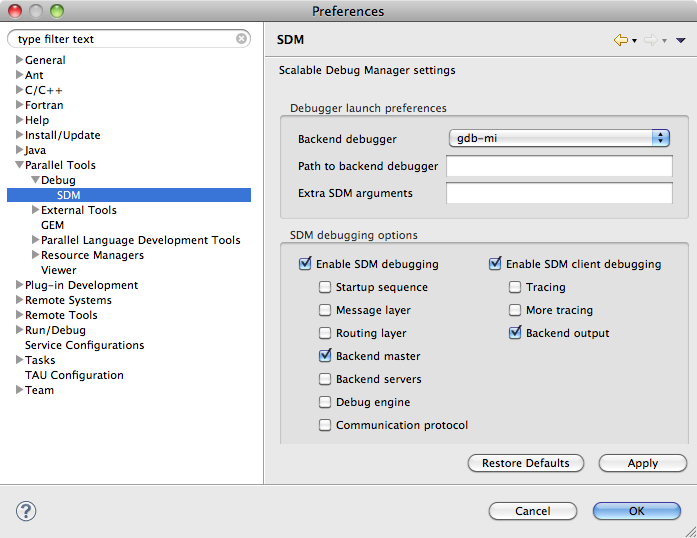 Preferences
type filter text
General
Ant
C/C++
Fortran
Help
Install/Update
Java
Parallel Tools
Debug
SDM
External Tools
GEM
Parallel Language Development Tools
Resource Managers
Viewer
Plug-in Development
Remote Systems
Remote Tools
Run/Debug
Service Configurations
Tasks
TAU Configuration
Team
SDM
Scalable Debug Manager settings
Debugger launch preferences
Backend debugger gdb-mi
Path to backend debugger
Extra SDM arguments
SDM debugging options
Enable SDM debugging Enable SDM client debugging
Startup sequence Tracing
Message layer More tracing
Routing layer Backend output
Backend master
Backend servers
Debug engine
Communication protocol
Restore Defaults Apply
? Cancel OK